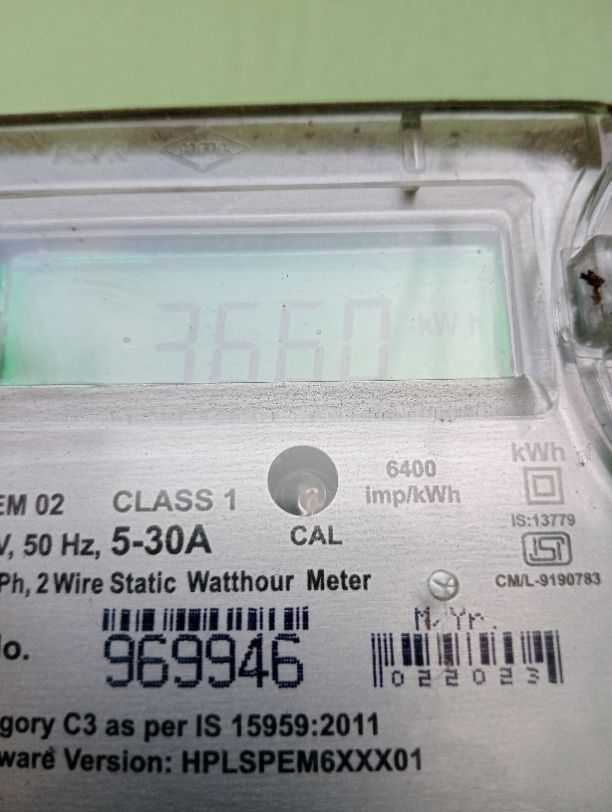 3660 kWh
kWh
6400
imp/kWh
EM 02 CLASS 1
IS:13779
V, 50 Hz, 5-30A
CAL
ISI
Ph, 2 Wire Static Watthour Meter
CM/L-9190783
M/Yr.
lo.
969946
022023
gory C3 as per IS 15959:2011
ware Version: HPLSPEM6XXX01